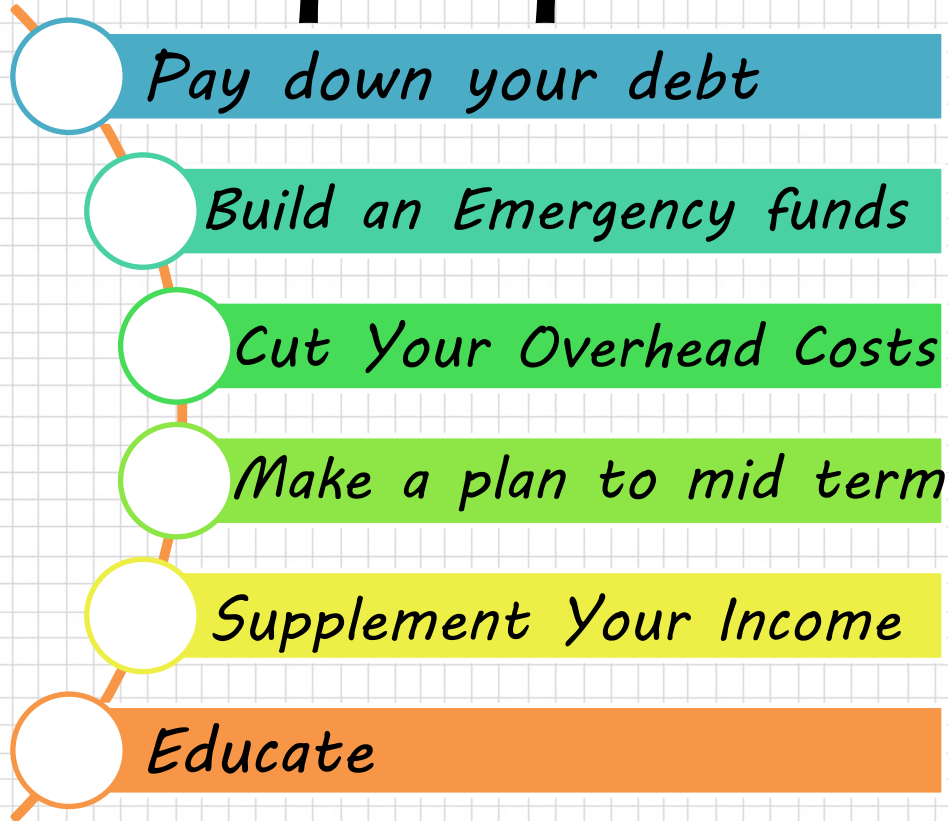 Pay down your debt
Build an Emergency funds
Cut Your Overhead Costs
Make a plan to mid term
Supplement Your Income
Educate